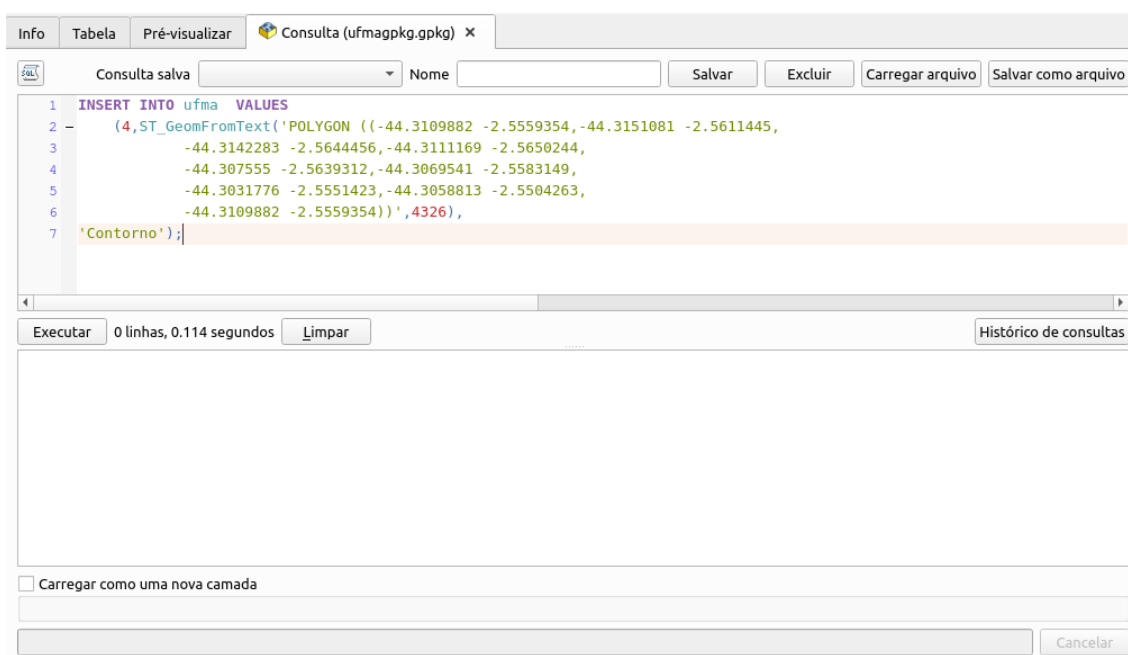 Info Tabela Pré-visualizar Consulta (ufmagpkg.gpkg) ×
SQL Consulta salva Nome Salvar Excluir Carregar arquivo Salvar como arquivo
1 INSERT INTO ufma  VALUES
2 (4,ST_GeomFromText('POLYGON ((-44.3109882 -2.5559354,-44.3151081 -2.5611445,
3 -44.3142283 -2.5644456,-44.3111169 -2.5650244,
4 -44.307555 -2.5639312,-44.3069541 -2.5583149,
5 -44.3031776 -2.5551423,-44.3058813 -2.5504263,
6 -44.3109882 -2.5559354))',4326),
7 'Contorno');
Executar 0 linhas, 0.114 segundos Limpar Histórico de consultas
Carregar como uma nova camada
Cancelar